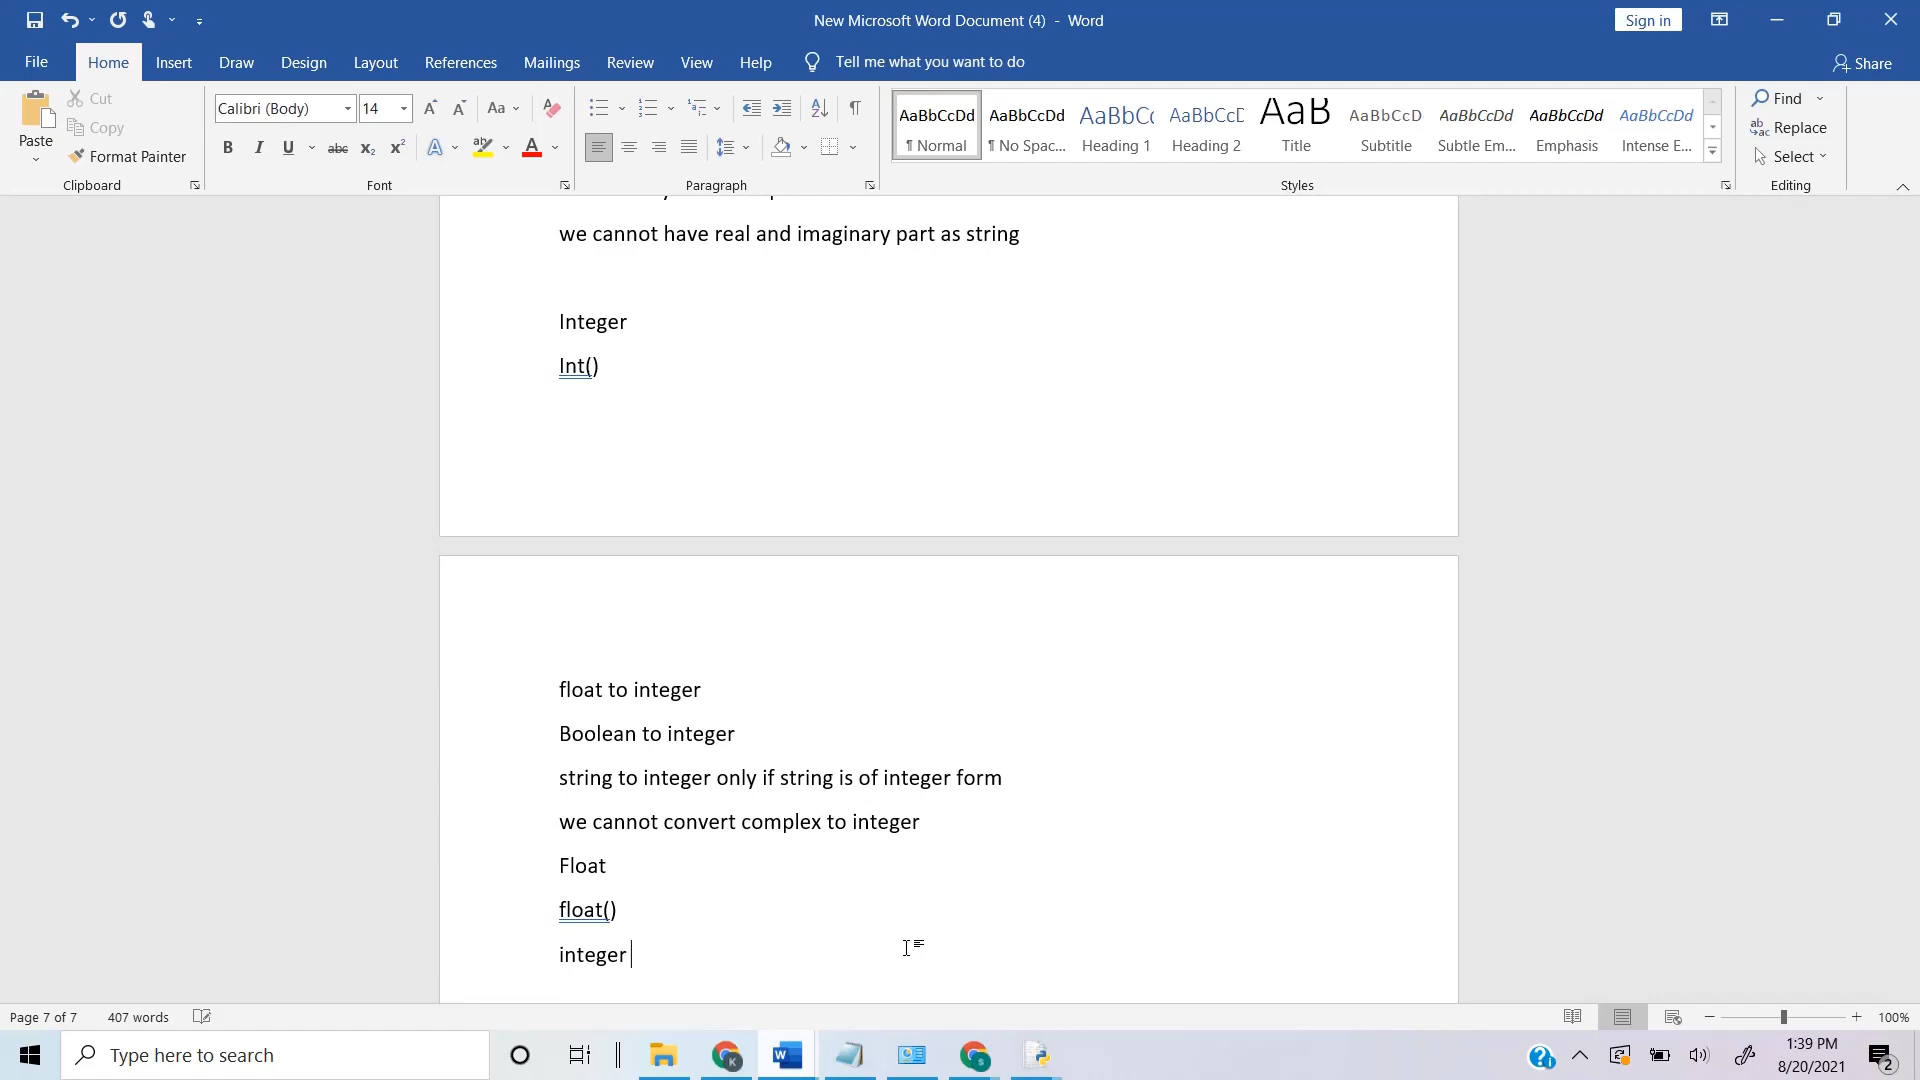 New Microsoft Word Document (4) - Word
Sign in
File Home Insert Draw Design Layout References Mailings Review View Help Tell me what you want to do Share
Paste
Cut
Copy
Format Painter
Clipboard
Calibri (Body) 14
Font
Paragraph
AaBbCcDd AaBbCcDd AaBbC AaBbCcD AaB AaBbCcD AaBbCcDd AaBbCcDd AaBbCcDd
¶ Normal ¶ No Spac... Heading 1 Heading 2 Title Subtitle Subtle Em... Emphasis Intense E...
Styles
Find
Replace
Select
Editing
we cannot have real and imaginary part as string
Integer
Int()
float to integer
Boolean to integer
string to integer only if string is of integer form
we cannot convert complex to integer
Float
float()
integer
Page 7 of 7 407 words 100%
Type here to search
1:39 PM
8/20/2021
2